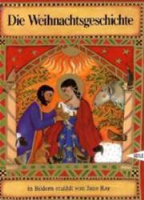 Die Weihnachtsgeschichte
in Bildern erzählt von Jane Ray